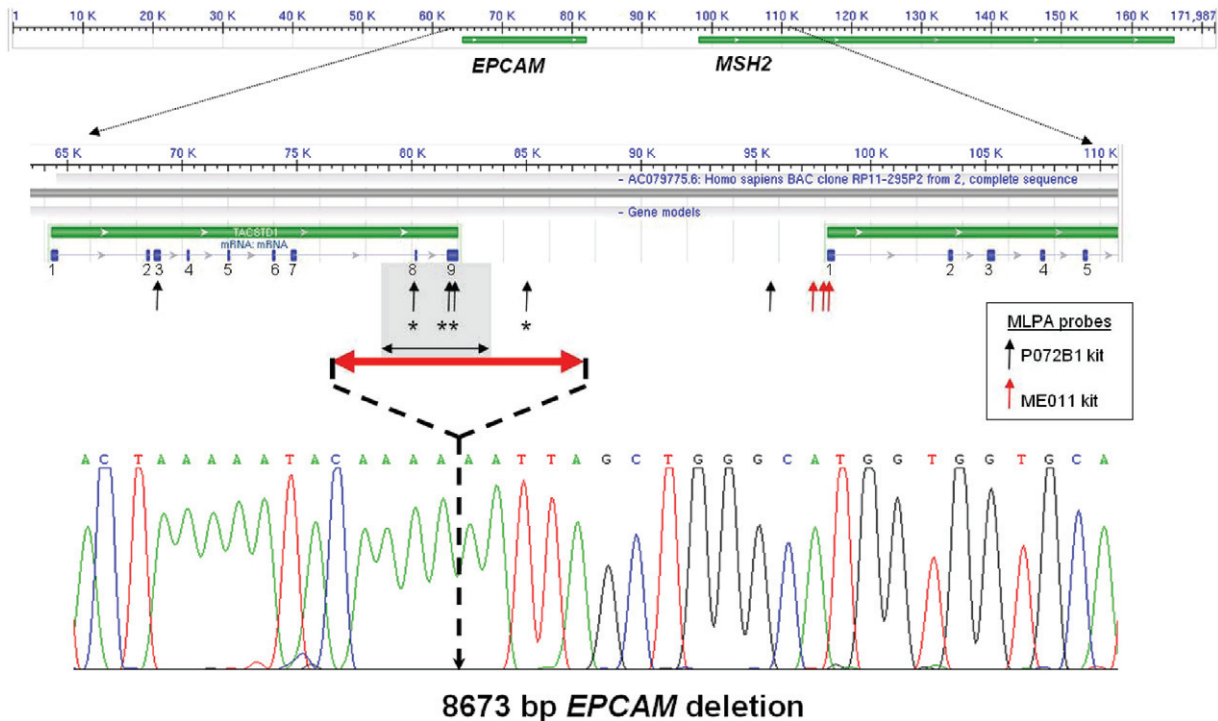 1 10 K 20 K 30 K 40 K 50 K 60 K 70 K 80 K 90 K 100 K 110 K 120 K 130 K 140 K 150 K 160 K 171,987
EPCAM MSH2
65 K 70 K 75 K 80 K 85 K 90 K 95 K 100 K 105 K 110 K
- AC079775.6: Homo sapiens BAC clone RP11-295P2 from 2, complete sequence
- Gene models
TACSTD1
mRNA: mRNA
1 2 3 4 5 6 7 8 9 1 2 3 4 5
* ** *
MLPA probes
P072B1 kit
ME011 kit
A C T A A A A A T A C A A A A A A T T A G C T G G G C A T G G T G G T G C A
8673 bp EPCAM deletion